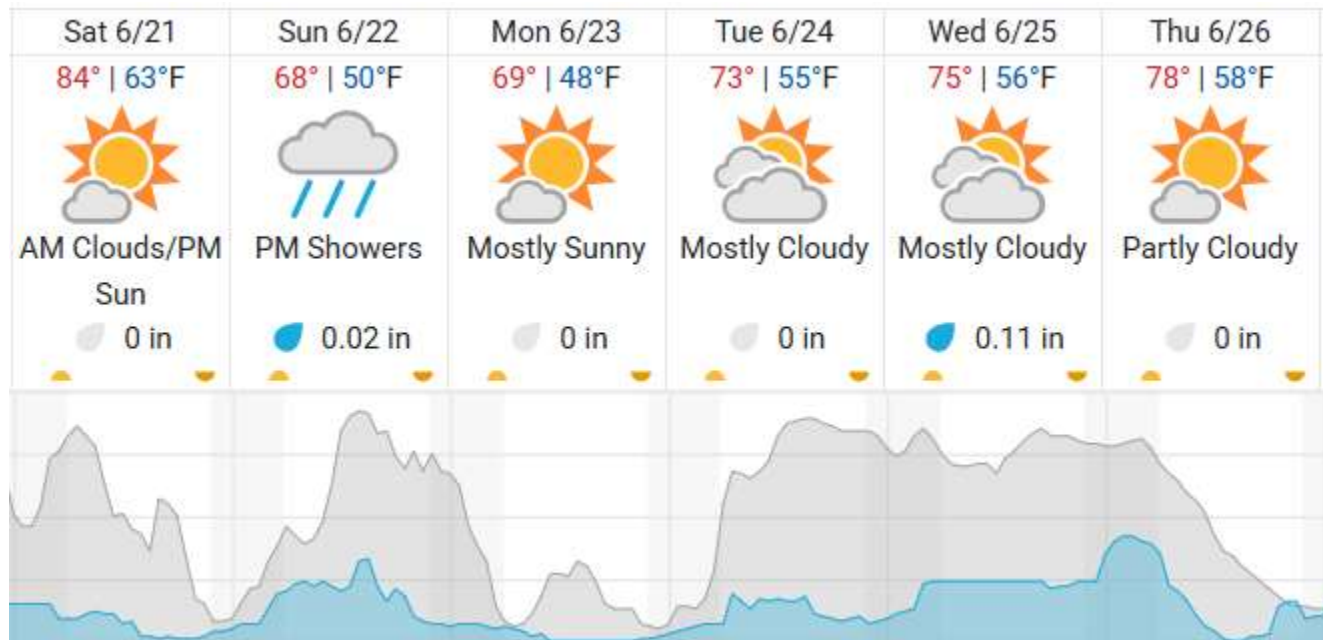 Sat 6/21
84° | 63°F
AM Clouds/PM
Sun
0 in
Sun 6/22
68° | 50°F
PM Showers
0.02 in
Mon 6/23
69° | 48°F
Mostly Sunny
0 in
Tue 6/24
73° | 55°F
Mostly Cloudy
0 in
Wed 6/25
75° | 56°F
Mostly Cloudy
0.11 in
Thu 6/26
78° | 58°F
Partly Cloudy
0 in